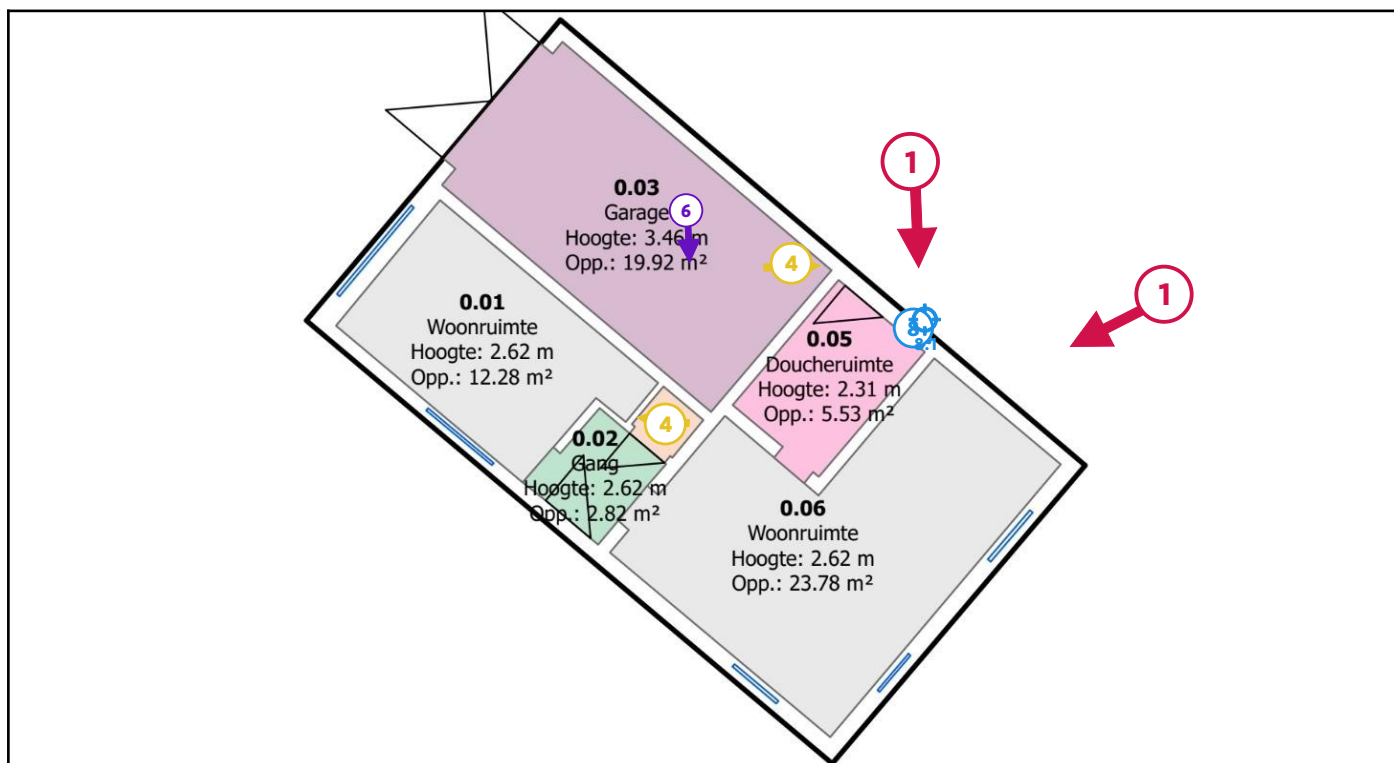 1
0.03
Garage
6
Hoogte: 3.46 m
Opp.: 19.92 m²
4
1
0.01
Woonruimte
Hoogte: 2.62 m
Opp.: 12.28 m²
0.05
Doucheruimte
Hoogte: 2.31 m
Opp.: 5.53 m²
4
0.02
Gang
Hoogte: 2.62 m
Opp.: 2.82 m²
0.06
Woonruimte
Hoogte: 2.62 m
Opp.: 23.78 m²